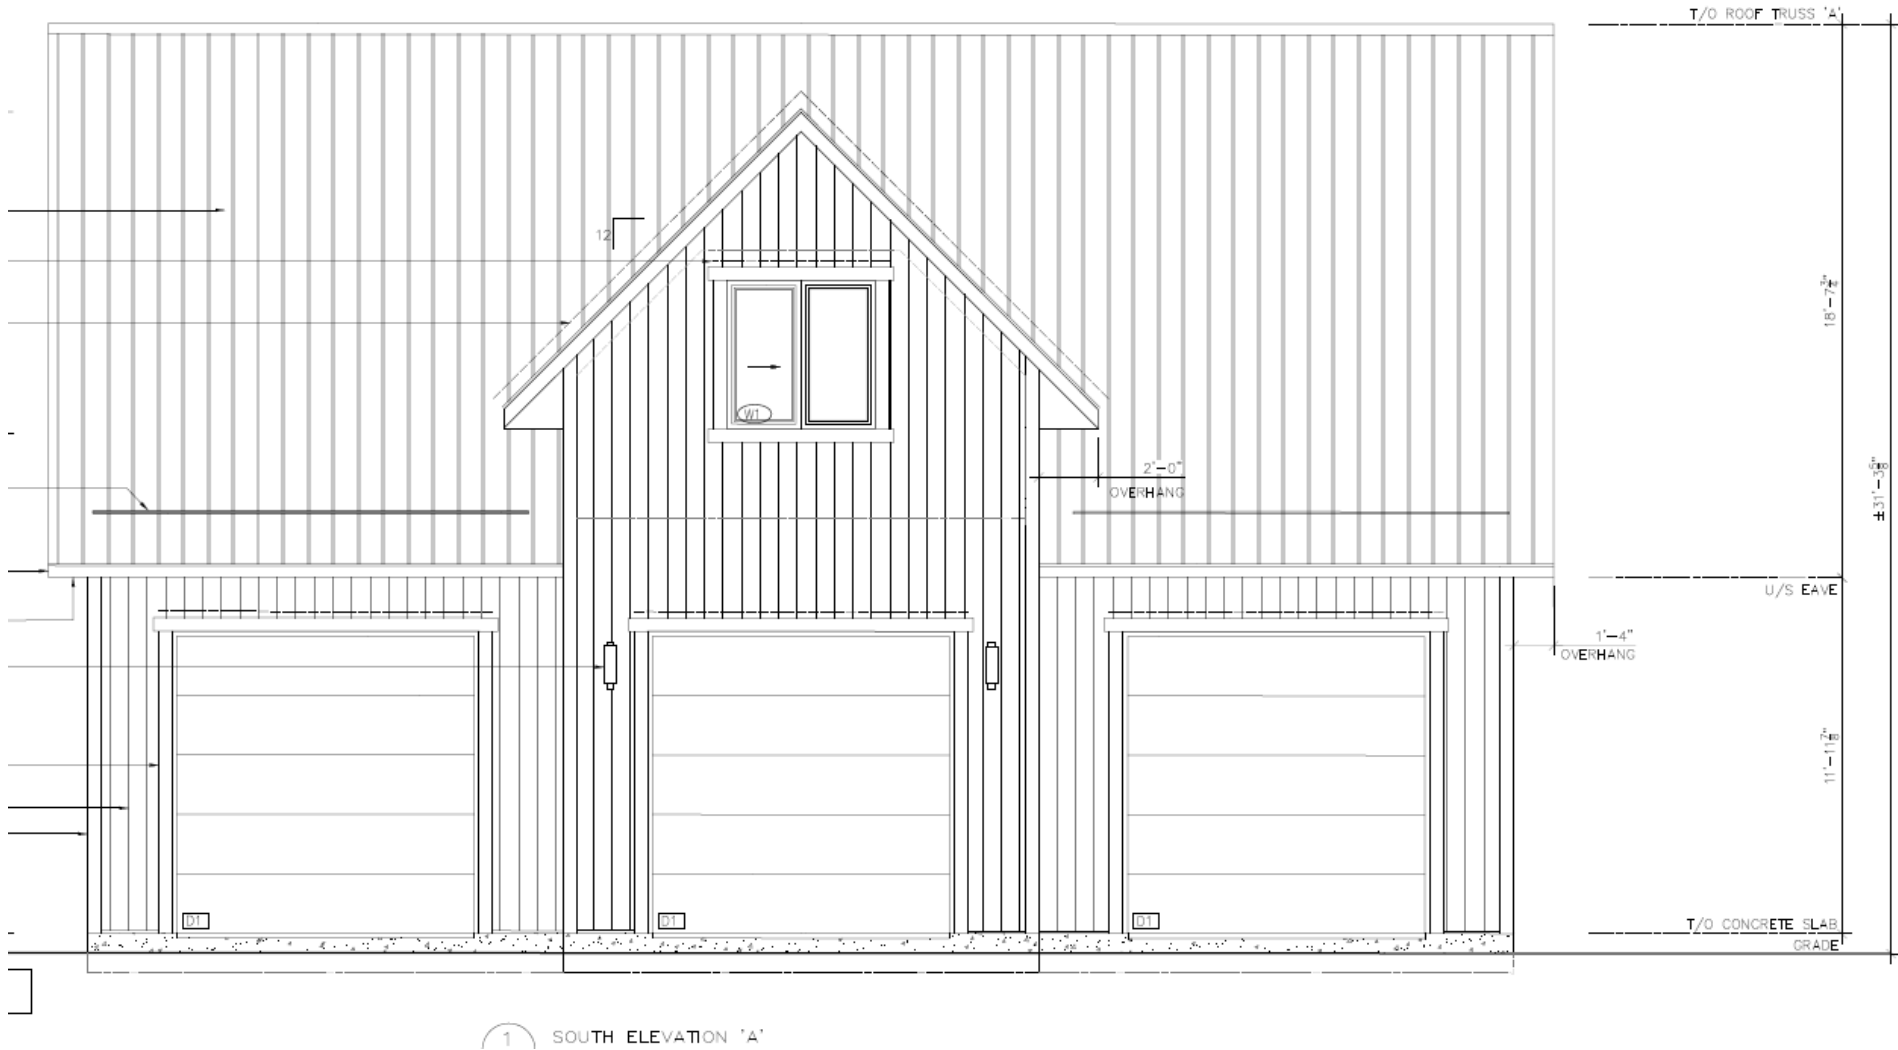 T/O ROOF TRUSS 'A'
12
18'-7¾"
W1
2'-0"
OVERHANG
±31'-3⅝"
U/S EAVE
1'-4"
OVERHANG
11'-11⅞"
D1
D1
D1
T/O CONCRETE SLAB
GRADE
1
SOUTH ELEVATION 'A'